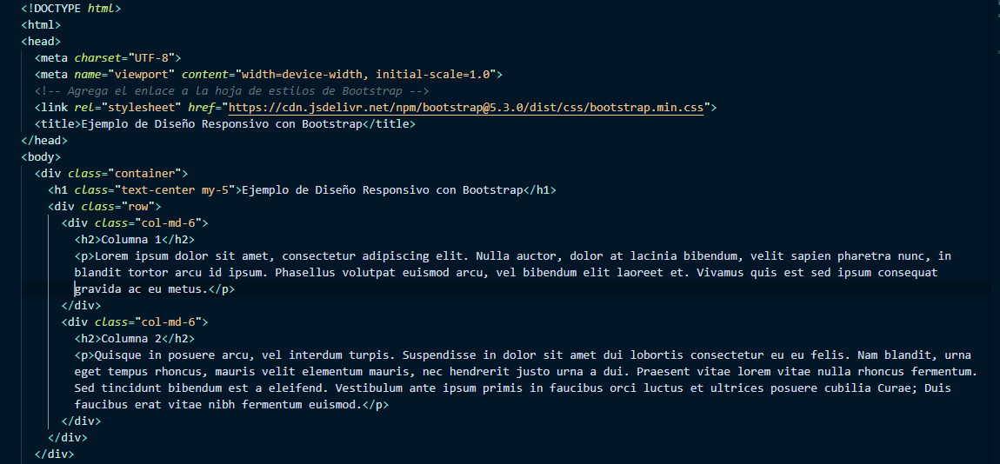 <!DOCTYPE html>
<html>
<head>
<meta charset="UTF-8">
<meta name="viewport" content="width=device-width, initial-scale=1.0">
<!-- Agrega el enlace a la hoja de estilos de Bootstrap -->
<link rel="stylesheet" href="https://cdn.jsdelivr.net/npm/bootstrap@5.3.0/dist/css/bootstrap.min.css">
<title>Ejemplo de Diseño Responsivo con Bootstrap</title>
</head>
<body>
<div class="container">
<h1 class="text-center my-5">Ejemplo de Diseño Responsivo con Bootstrap</h1>
<div class="row">
<div class="col-md-6">
<h2>Columna 1</h2>
<p>Lorem ipsum dolor sit amet, consectetur adipiscing elit. Nulla auctor, dolor at lacinia bibendum, velit sapien pharetra nunc, in
blandit tortor arcu id ipsum. Phasellus volutpat euismod arcu, vel bibendum elit laoreet et. Vivamus quis est sed ipsum consequat
gravida ac eu metus.</p>
</div>
<div class="col-md-6">
<h2>Columna 2</h2>
<p>Quisque in posuere arcu, vel interdum turpis. Suspendisse in dolor sit amet dui lobortis consectetur eu eu felis. Nam blandit, urna
eget tempus rhoncus, mauris velit elementum mauris, nec hendrerit justo urna a dui. Praesent vitae lorem vitae nulla rhoncus fermentum.
Sed tincidunt bibendum est a eleifend. Vestibulum ante ipsum primis in faucibus orci luctus et ultrices posuere cubilia Curae; Duis
faucibus erat vitae nibh fermentum euismod.</p>
</div>
</div>
</div>